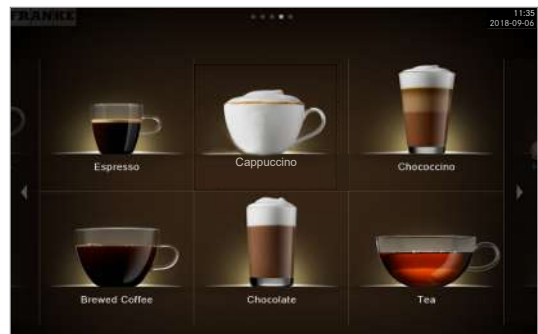 FRANKE
11:35
2018-09-06
Espresso
Cappuccino
Chococcino
Brewed Coffee
Chocolate
Tea